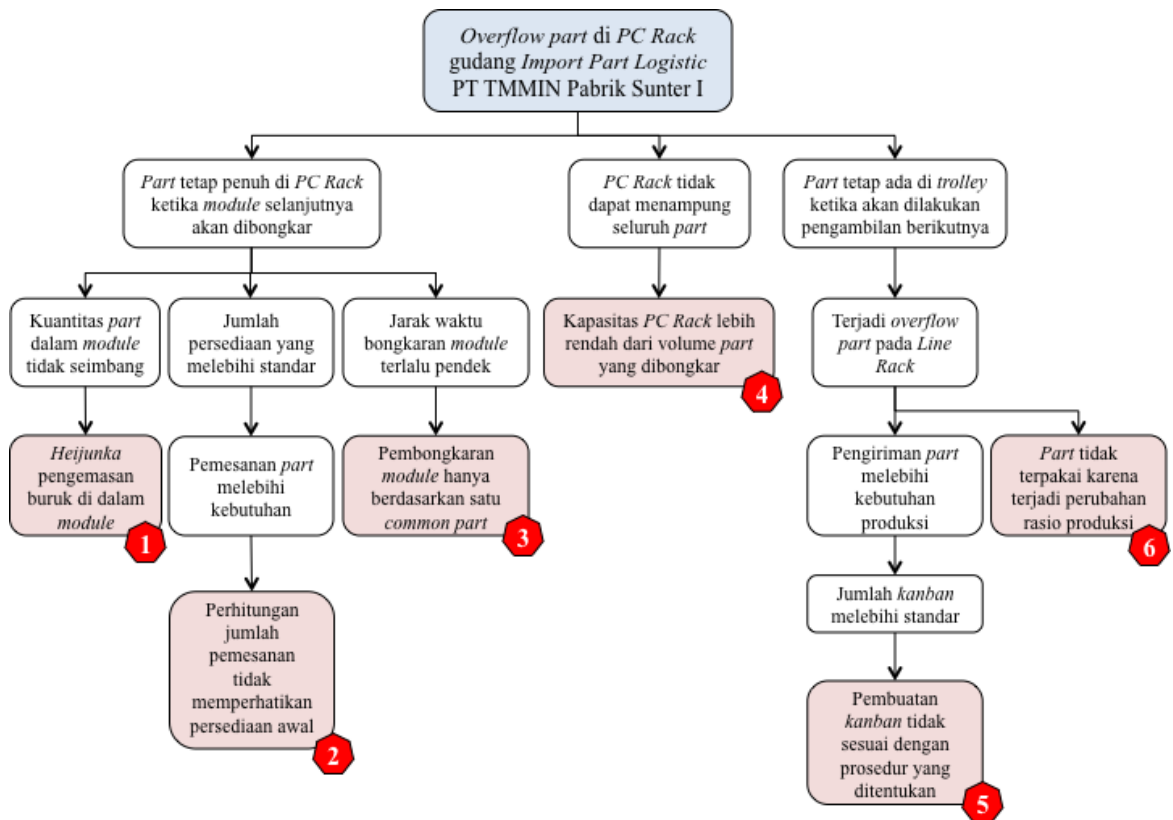 Overflow part di PC Rack
gudang Import Part Logistic
PT TMMIN Pabrik Sunter I
Part tetap penuh di PC Rack
ketika module selanjutnya
akan dibongkar
PC Rack tidak
dapat menampung
seluruh part
Part tetap ada di trolley
ketika akan dilakukan
pengambilan berikutnya
Kuantitas part
dalam module
tidak seimbang
Jumlah
persediaan yang
melebihi standar
Jarak waktu
bongkaran module
terlalu pendek
Kapasitas PC Rack lebih
rendah dari volume part
yang dibongkar
4
Terjadi overflow
part pada Line
Rack
Heijunka
pengemasan
buruk di dalam
module
1
Pemesanan part
melebihi
kebutuhan
Pembongkaran
module hanya
berdasarkan satu
common part
3
Pengiriman part
melebihi
kebutuhan
produksi
Part tidak
terpakai karena
terjadi perubahan
rasio produksi
6
Perhitungan
jumlah
pemesanan
tidak
memperhatikan
persediaan awal
2
Jumlah kanban
melebihi standar
Pembuatan
kanban tidak
sesuai dengan
prosedur yang
ditentukan
5